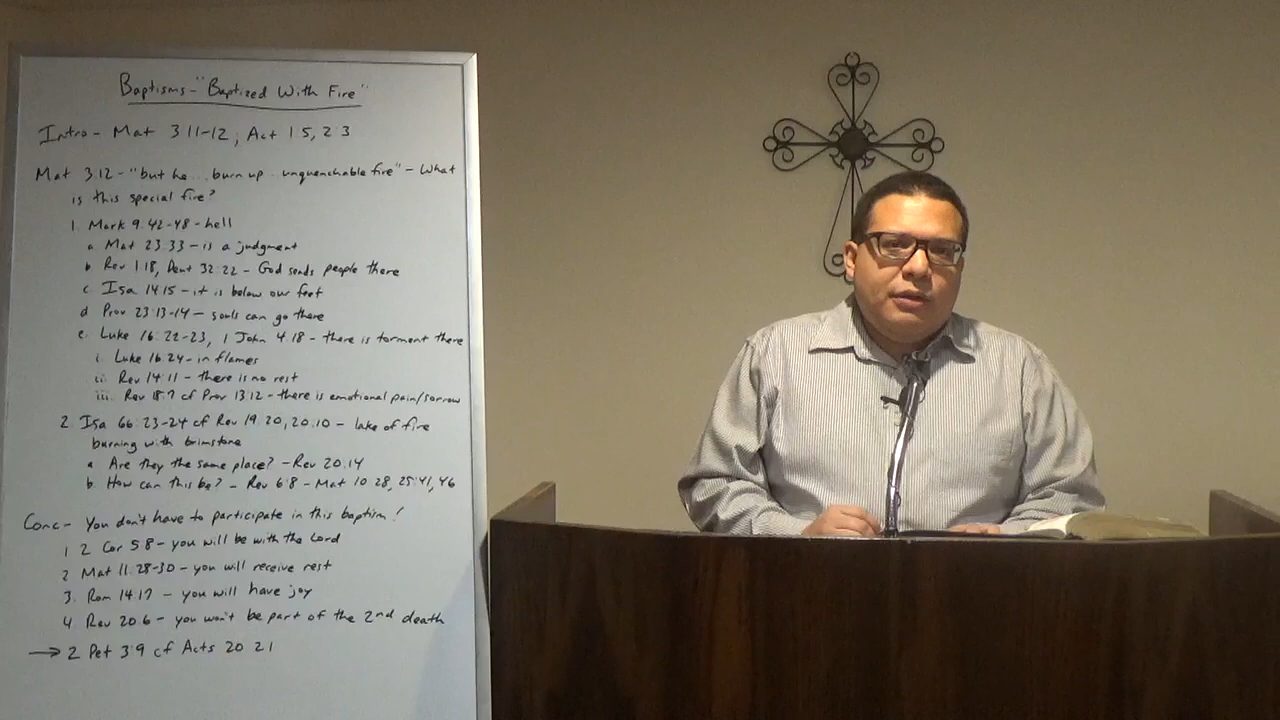 Baptisms - "Baptized With Fire"
Intro - Mat 3:11-12, Act 1:5, 2:3
Mat 3:12 - "but he... burn up... unquenchable fire" - What
is this special fire?
1. Mark 9:42-48 - hell
a. Mat 23:33 - is a judgment
b. Rev 1:18, Deut 32:22 - God sends people there
c. Isa 14:15 - it is below our feet
d. Prov 23:13-14 - souls can go there
e. Luke 16:22-23, 1 John 4:18 - there is torment there
i. Luke 16:24 - in flames
ii. Rev 14:11 - there is no rest
iii. Rev 18:7 cf Prov 13:12 - there is emotional pain/sorrow
2. Isa 66:23-24 cf Rev 19:20, 20:10 - lake of fire
burning with brimstone
a. Are they the same place? - Rev 20:14
b. How can this be? - Rev 6:8 - Mat 10:28, 25:41, 46
Conc - You don't have to participate in this baptism!
1. 2 Cor 5:8 - you will be with the Lord
2. Mat 11:28-30 - you will receive rest
3. Rom 14:17 - you will have joy
4. Rev 20:6 - you won't be part of the 2nd death
→ 2 Pet 3:9 cf Acts 20:21